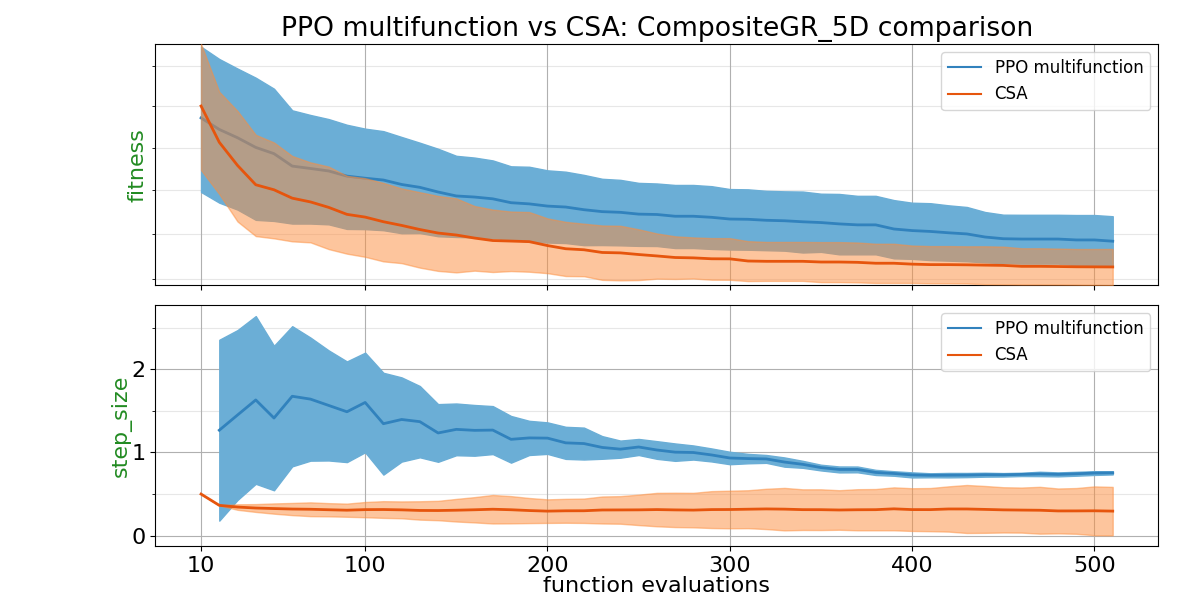 PPO multifunction vs CSA: CompositeGR_5D comparison
fitness
PPO multifunction
CSA
step_size
2
1
0
PPO multifunction
CSA
10 100 200 300 400 500
function evaluations